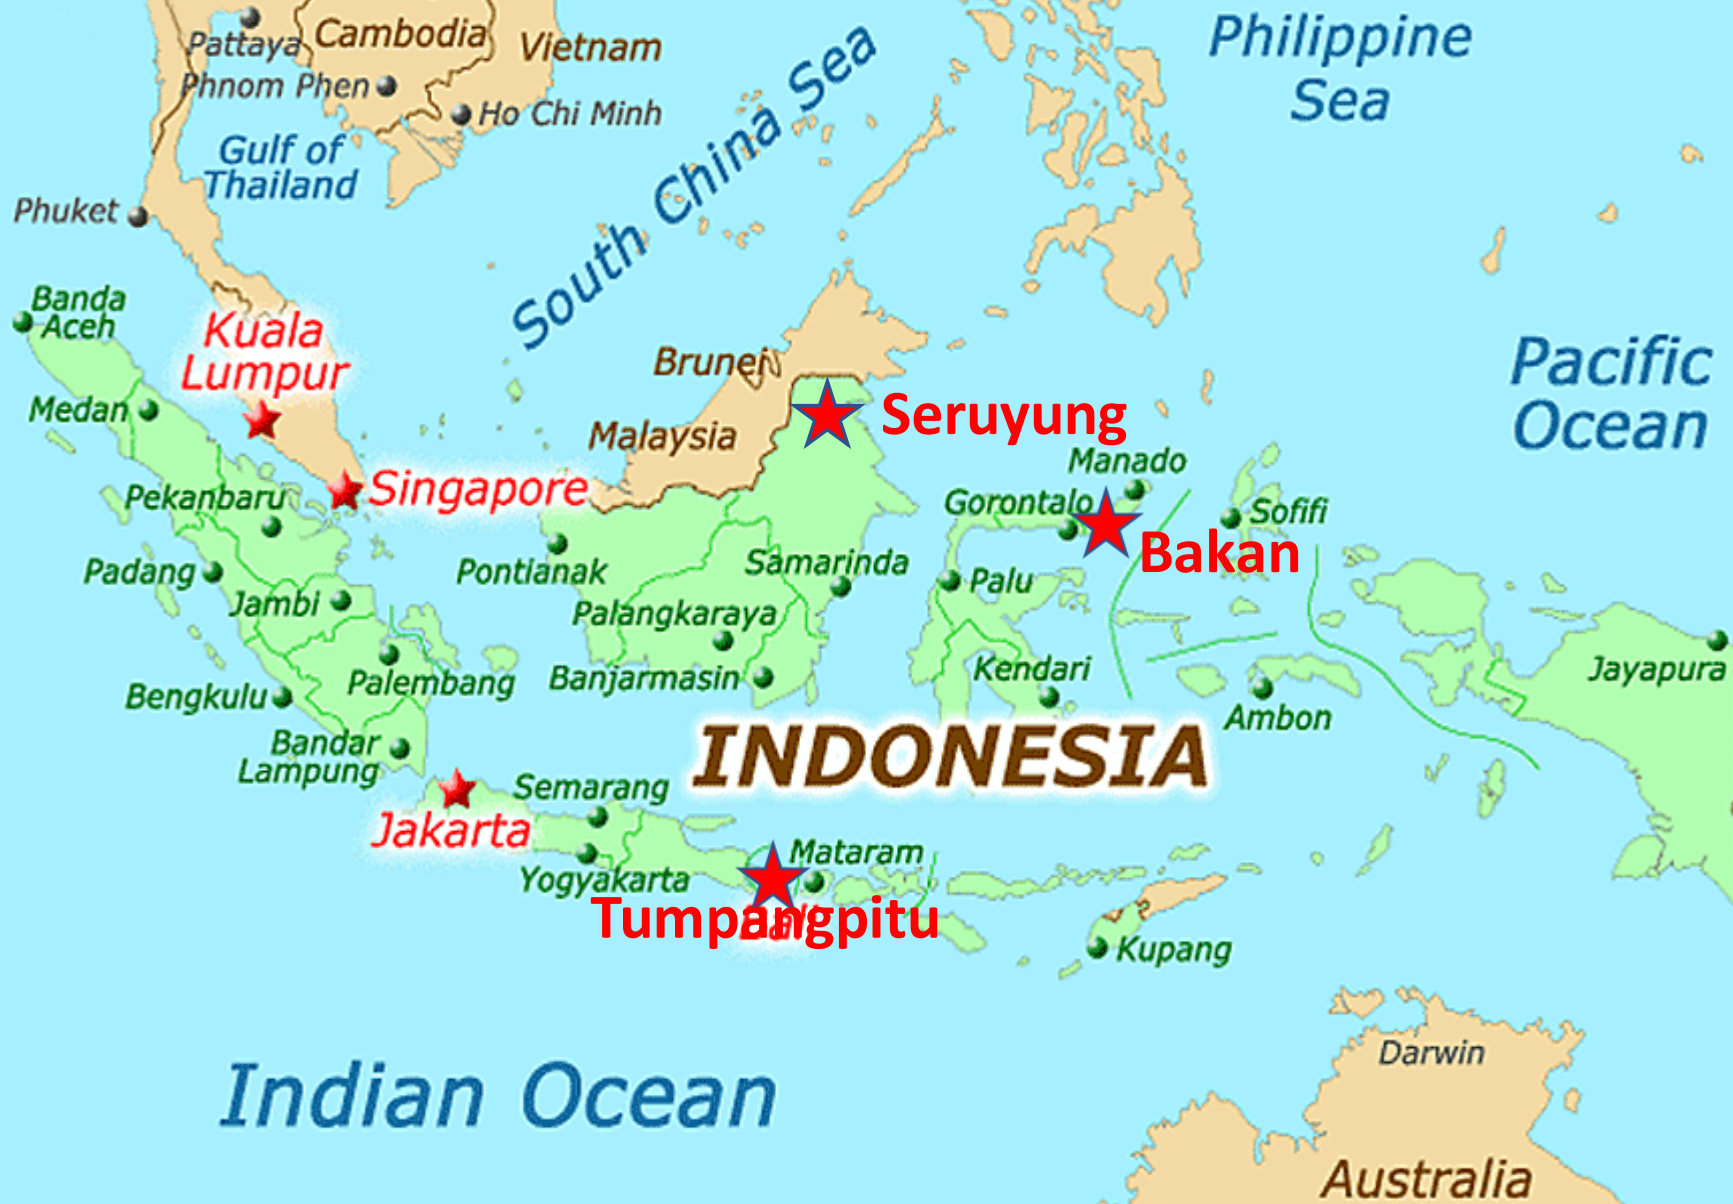 Pattaya
Cambodia
Vietnam
Phnom Phen
Ho Chi Minh
Gulf of
Thailand
Phuket
South China Sea
Philippine
Sea
Banda
Aceh
Kuala
Lumpur
Medan
Brunei
Malaysia
Seruyung
Pacific
Ocean
Singapore
Pekanbaru
Manado
Gorontalo
Sofifi
Bakan
Padang
Jambi
Pontianak
Samarinda
Palu
Palangkaraya
Bengkulu
Palembang
Banjarmasin
Kendari
Ambon
Jayapura
Bandar
Lampung
INDONESIA
Jakarta
Semarang
Yogyakarta
Mataram
Tumpangpitu
Bali
Kupang
Indian Ocean
Darwin
Australia